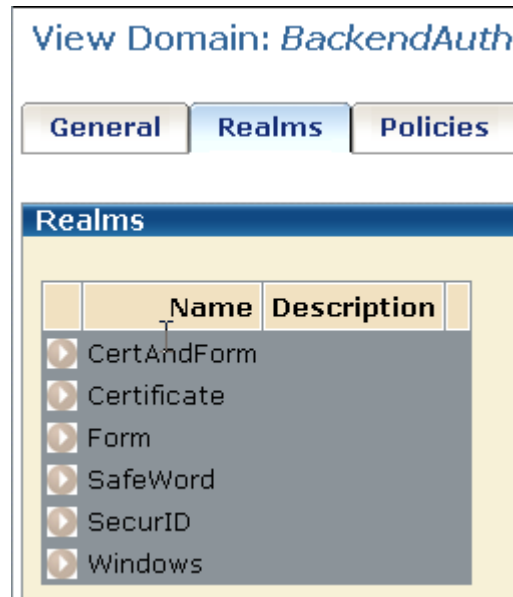 View Domain: BackendAuth
General Realms Policies
Realms
Name Description
CertAndForm
Certificate
Form
SafeWord
SecurID
Windows